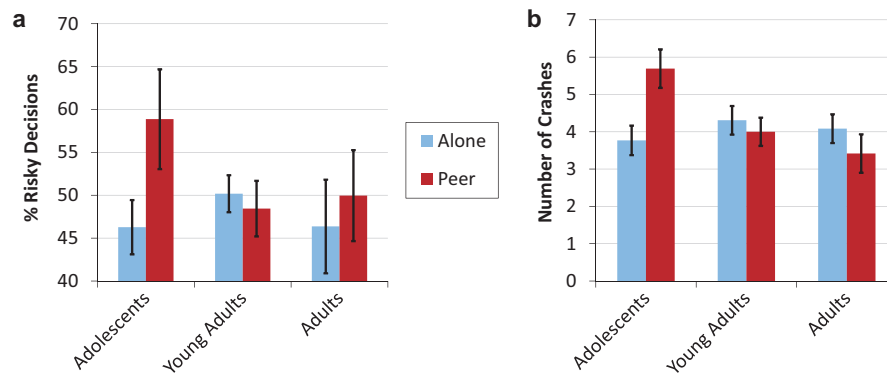 a
70
65
60
55
50
45
40
% Risky Decisions
Adolescents
Young Adults
Adults
Alone
Peer
b
7
6
5
4
3
2
1
0
Number of Crashes
Adolescents
Young Adults
Adults